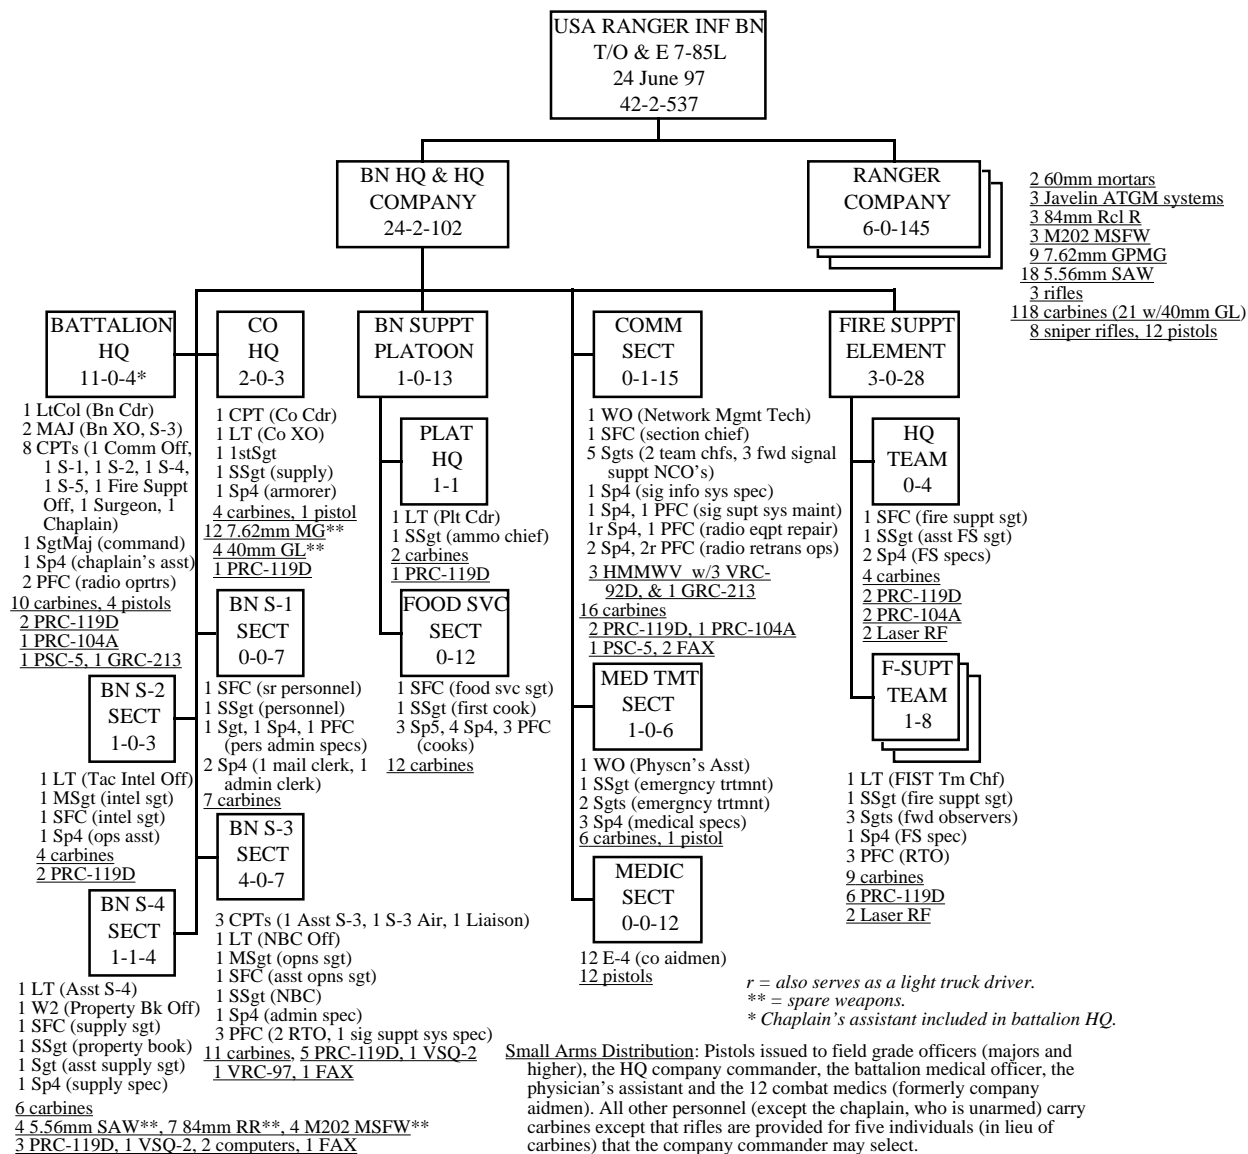 USA RANGER INF BN
T/O & E 7-85L
24 June 97
42-2-537
BN HQ & HQ
COMPANY
24-2-102
RANGER
COMPANY
6-0-145
2 60mm mortars
3 Javelin ATGM systems
3 84mm Rcl R
3 M202 MSFW
9 7.62mm GPMG
18 5.56mm SAW
3 rifles
118 carbines (21 w/40mm GL)
8 sniper rifles, 12 pistols
BATTALION
HQ
11-0-4*
1 LtCol (Bn Cdr)
2 MAJ (Bn XO, S-3)
8 CPTs (1 Comm Off,
1 S-1, 1 S-2, 1 S-4,
1 S-5, 1 Fire Suppt
Off, 1 Surgeon, 1
Chaplain)
1 SgtMaj (command)
1 Sp4 (chaplain's asst)
2 PFC (radio oprtrs)
10 carbines, 4 pistols
2 PRC-119D
1 PRC-104A
1 PSC-5, 1 GRC-213
BN S-2
SECT
1-0-3
1 LT (Tac Intel Off)
1 MSgt (intel sgt)
1 SFC (intel sgt)
1 Sp4 (ops asst)
4 carbines
2 PRC-119D
BN S-4
SECT
1-1-4
1 LT (Asst S-4)
1 W2 (Property Bk Off)
1 SFC (supply sgt)
1 SSgt (property book)
1 Sgt (asst supply sgt)
1 Sp4 (supply spec)
6 carbines
4 5.56mm SAW**, 7 84mm RR**, 4 M202 MSFW**
3 PRC-119D, 1 VSQ-2, 2 computers, 1 FAX
CO
HQ
2-0-3
1 CPT (Co Cdr)
1 LT (Co XO)
1 1stSgt
1 SSgt (supply)
1 Sp4 (armorer)
4 carbines, 1 pistol
12 7.62mm MG**
4 40mm GL**
1 PRC-119D
BN S-1
SECT
0-0-7
1 SFC (sr personnel)
1 SSgt (personnel)
1 Sgt, 1 Sp4, 1 PFC
(pers admin specs)
2 Sp4 (1 mail clerk, 1
admin clerk)
7 carbines
BN S-3
SECT
4-0-7
3 CPTs (1 Asst S-3, 1 S-3 Air, 1 Liaison)
1 LT (NBC Off)
1 MSgt (opns sgt)
1 SFC (asst opns sgt)
1 SSgt (NBC)
1 Sp4 (admin spec)
3 PFC (2 RTO, 1 sig suppt sys spec)
11 carbines, 5 PRC-119D, 1 VSQ-2
1 VRC-97, 1 FAX
BN SUPPT
PLATOON
1-0-13
PLAT
HQ
1-1
1 LT (Plt Cdr)
1 SSgt (ammo chief)
2 carbines
1 PRC-119D
FOOD SVC
SECT
0-12
1 SFC (food svc sgt)
1 SSgt (first cook)
3 Sp5, 4 Sp4, 3 PFC
(cooks)
12 carbines
COMM
SECT
0-1-15
1 WO (Network Mgmt Tech)
1 SFC (section chief)
5 Sgts (2 team chfs, 3 fwd signal
suppt NCO's)
1 Sp4 (sig info sys spec)
1 Sp4, 1 PFC (sig supt sys maint)
1r Sp4, 1 PFC (radio eqpt repair)
2 Sp4, 2r PFC (radio retrans ops)
3 HMMWV w/3 VRC-
92D, & 1 GRC-213
16 carbines
2 PRC-119D, 1 PRC-104A
1 PSC-5, 2 FAX
MED TMT
SECT
1-0-6
1 WO (Physcn's Asst)
1 SSgt (emergncy trtmnt)
2 Sgts (emergncy trtmnt)
3 Sp4 (medical specs)
6 carbines, 1 pistol
MEDIC
SECT
0-0-12
12 E-4 (co aidmen)
12 pistols
FIRE SUPPT
ELEMENT
3-0-28
HQ
TEAM
0-4
1 SFC (fire suppt sgt)
1 SSgt (asst FS sgt)
2 Sp4 (FS specs)
4 carbines
2 PRC-119D
2 PRC-104A
2 Laser RF
F-SUPT
TEAM
1-8
1 LT (FIST Tm Chf)
1 SSgt (fire suppt sgt)
3 Sgts (fwd observers)
1 Sp4 (FS spec)
3 PFC (RTO)
9 carbines
6 PRC-119D
2 Laser RF
r = also serves as a light truck driver.
** = spare weapons.
* Chaplain's assistant included in battalion HQ.
Small Arms Distribution: Pistols issued to field grade officers (majors and
higher), the HQ company commander, the battalion medical officer, the
physician's assistant and the 12 combat medics (formerly company
aidmen). All other personnel (except the chaplain, who is unarmed) carry
carbines except that rifles are provided for five individuals (in lieu of
carbines) that the company commander may select.